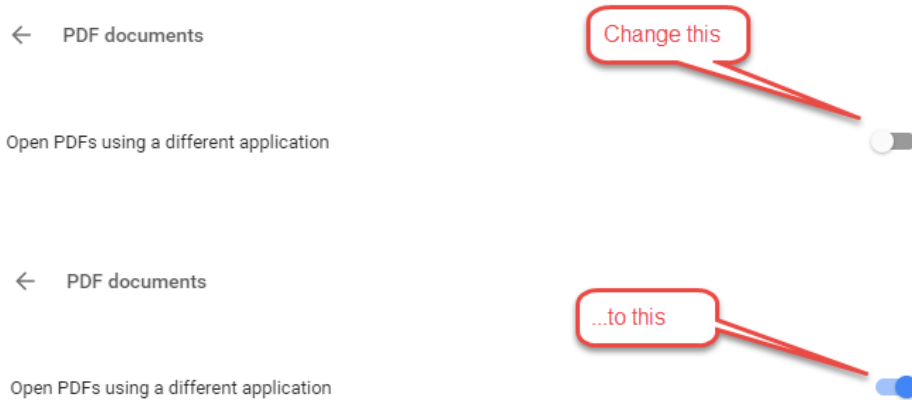 PDF documents
Change this
Open PDFs using a different application
PDF documents
...to this
Open PDFs using a different application